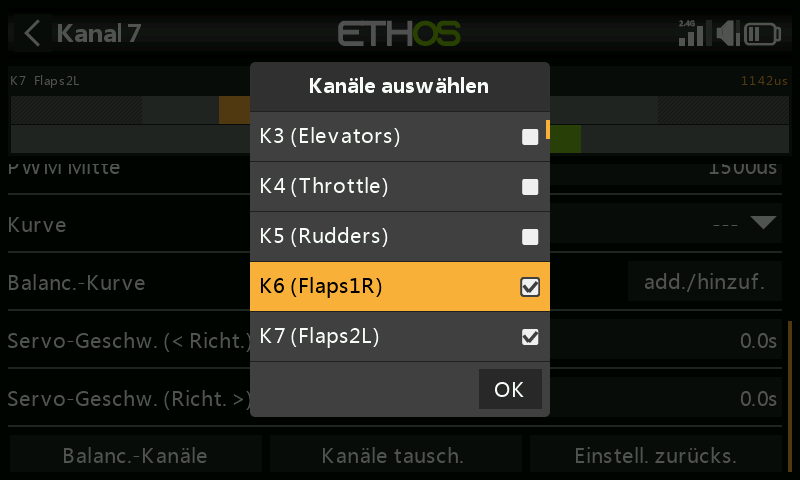 Kanal 7
ETHOS
2.4G
K7 Flaps2L
1142us
Kanäle auswählen
K3 (Elevators)
K4 (Throttle)
K5 (Rudders)
K6 (Flaps1R)
K7 (Flaps2L)
OK
PWM Mitte
1500us
Kurve
---
Balanc.-Kurve
add./hinzuf.
Servo-Geschw. (< Richt.)
0.0s
Servo-Geschw. (Richt. >)
0.0s
Balanc.-Kanäle
Kanäle tausch.
Einstell. zurücks.